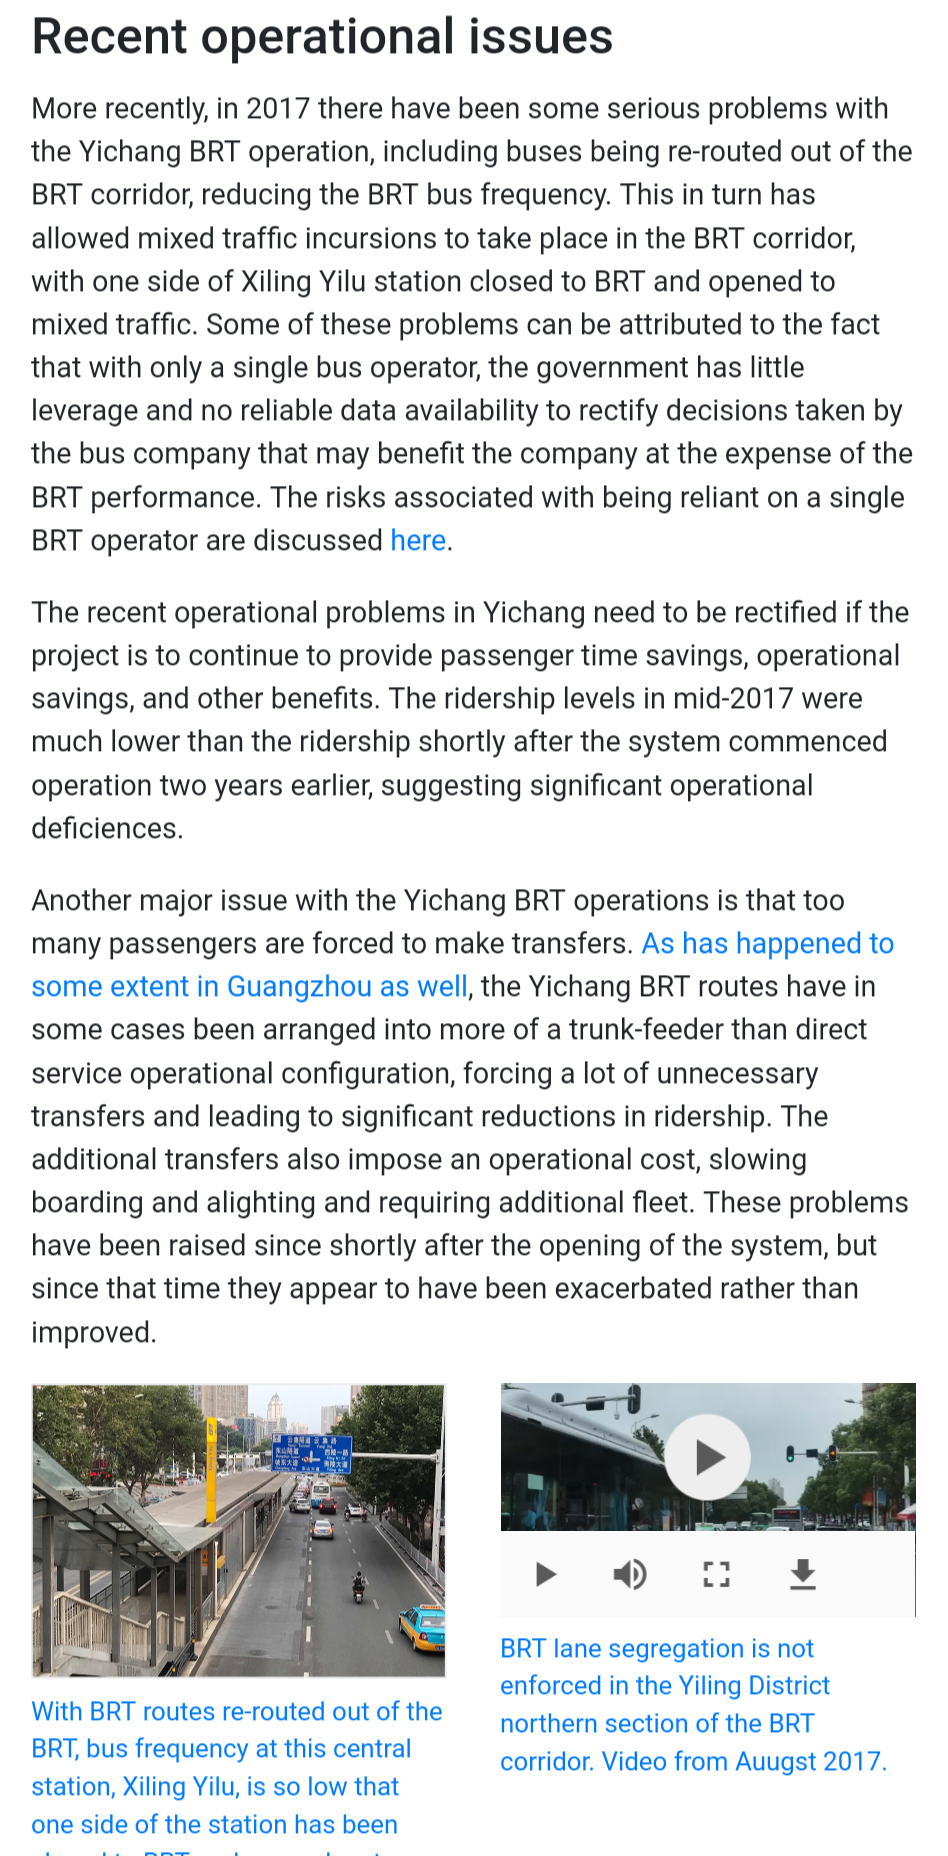 Recent operational issues
More recently, in 2017 there have been some serious problems with
the Yichang BRT operation, including buses being re-routed out of the
BRT corridor, reducing the BRT bus frequency. This in turn has
allowed mixed traffic incursions to take place in the BRT corridor,
with one side of Xiling Yilu station closed to BRT and opened to
mixed traffic. Some of these problems can be attributed to the fact
that with only a single bus operator, the government has little
leverage and no reliable data availability to rectify decisions taken by
the bus company that may benefit the company at the expense of the
BRT performance. The risks associated with being reliant on a single
BRT operator are discussed here.
The recent operational problems in Yichang need to be rectified if the
project is to continue to provide passenger time savings, operational
savings, and other benefits. The ridership levels in mid-2017 were
much lower than the ridership shortly after the system commenced
operation two years earlier, suggesting significant operational
deficiences.
Another major issue with the Yichang BRT operations is that too
many passengers are forced to make transfers. As has happened to
some extent in Guangzhou as well, the Yichang BRT routes have in
some cases been arranged into more of a trunk-feeder than direct
service operational configuration, forcing a lot of unnecessary
transfers and leading to significant reductions in ridership. The
additional transfers also impose an operational cost, slowing
boarding and alighting and requiring additional fleet. These problems
have been raised since shortly after the opening of the system, but
since that time they appear to have been exacerbated rather than
improved.
With BRT routes re-routed out of the
BRT, bus frequency at this central
station, Xiling Yilu, is so low that
one side of the station has been
BRT lane segregation is not
enforced in the Yiling District
northern section of the BRT
corridor. Video from Auugst 2017.